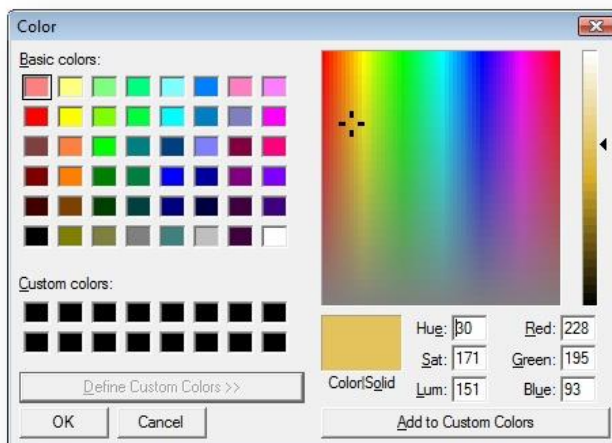 Color
Basic colors:
Custom colors:
Define Custom Colors >>
OK Cancel
Color|Solid
Hue: 30 Red: 228
Sat: 171 Green: 195
Lum: 151 Blue: 93
Add to Custom Colors